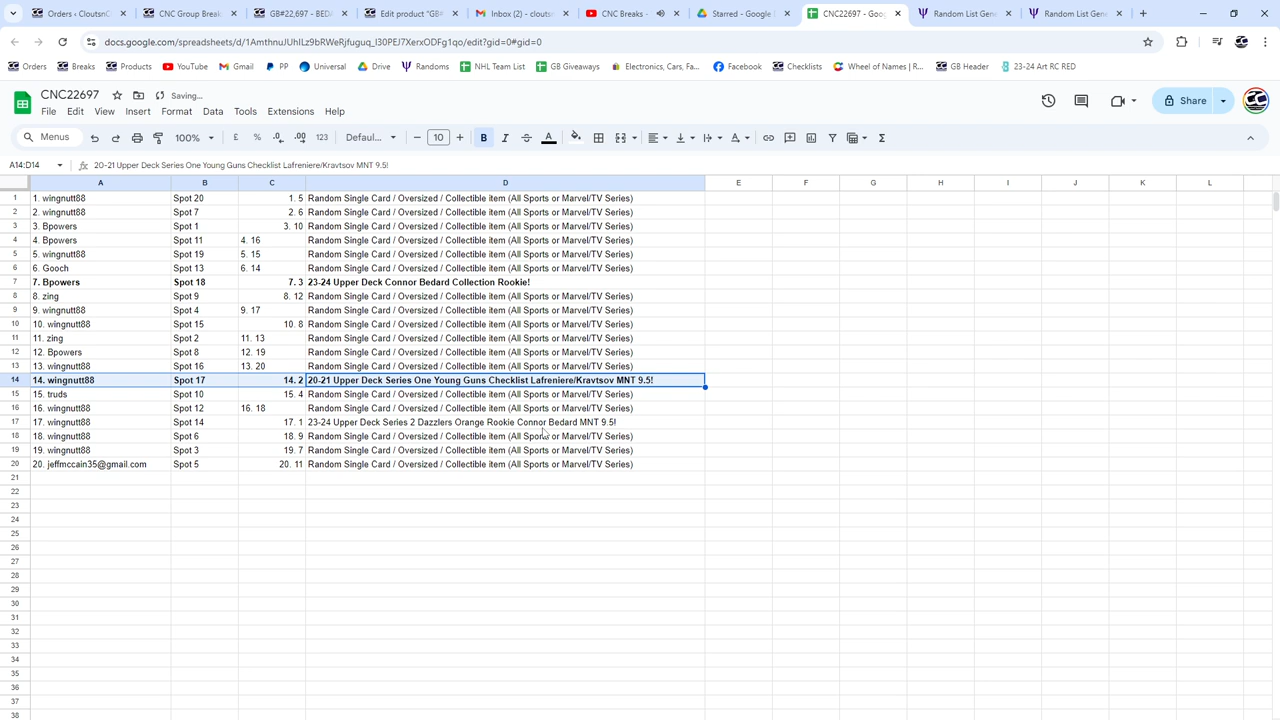 Orders ‹ CloutsnC
CNC Group Break
GB#22,697 - BEDA
Edit product "GB
Inbox (2) - clouts
CNC Breaks -
Starred - Google
CNC22697 - Go
Random List Gene
Random List Gene
docs.google.com/spreadsheets/d/1AmthnuJUhILz9bRWeRjfuguq_l30PEJ7XerxODFg1qo/edit?gid=0#gid=0
Orders Breaks Products YouTube Gmail PP Universal Drive Randoms NHL Team List GB Giveaways Electronics, Cars, Fa... Facebook Checklists Wheel of Names | R... GB Header 23-24 Art RC RED
CNC22697 Saving...
File Edit View Insert Format Data Tools Extensions Help
Share
Menus 100% £ % .0 .00 123 Defaul... 10 B I A
A14:D14 fx 20-21 Upper Deck Series One Young Guns Checklist Lafreniere/Kravtsov MNT 9.5!
A B C D E F G H I J K L
1 1. wingnutt88 Spot 20 1. 5 Random Single Card / Oversized / Collectible item (All Sports or Marvel/TV Series)
2 2. wingnutt88 Spot 7 2. 6 Random Single Card / Oversized / Collectible item (All Sports or Marvel/TV Series)
3 3. Bpowers Spot 1 3. 10 Random Single Card / Oversized / Collectible item (All Sports or Marvel/TV Series)
4 4. Bpowers Spot 11 4. 16 Random Single Card / Oversized / Collectible item (All Sports or Marvel/TV Series)
5 5. wingnutt88 Spot 19 5. 15 Random Single Card / Oversized / Collectible item (All Sports or Marvel/TV Series)
6 6. Gooch Spot 13 6. 14 Random Single Card / Oversized / Collectible item (All Sports or Marvel/TV Series)
7 7. Bpowers Spot 18 7. 3 23-24 Upper Deck Connor Bedard Collection Rookie!
8 8. zing Spot 9 8. 12 Random Single Card / Oversized / Collectible item (All Sports or Marvel/TV Series)
9 9. wingnutt88 Spot 4 9. 17 Random Single Card / Oversized / Collectible item (All Sports or Marvel/TV Series)
10 10. wingnutt88 Spot 15 10. 8 Random Single Card / Oversized / Collectible item (All Sports or Marvel/TV Series)
11 11. zing Spot 2 11. 13 Random Single Card / Oversized / Collectible item (All Sports or Marvel/TV Series)
12 12. Bpowers Spot 8 12. 19 Random Single Card / Oversized / Collectible item (All Sports or Marvel/TV Series)
13 13. wingnutt88 Spot 16 13. 20 Random Single Card / Oversized / Collectible item (All Sports or Marvel/TV Series)
14 14. wingnutt88 Spot 17 14. 2 20-21 Upper Deck Series One Young Guns Checklist Lafreniere/Kravtsov MNT 9.5!
15 15. truds Spot 10 15. 4 Random Single Card / Oversized / Collectible item (All Sports or Marvel/TV Series)
16 16. wingnutt88 Spot 12 16. 18 Random Single Card / Oversized / Collectible item (All Sports or Marvel/TV Series)
17 17. wingnutt88 Spot 14 17. 1 23-24 Upper Deck Series 2 Dazzlers Orange Rookie Connor Bedard MNT 9.5!
18 18. wingnutt88 Spot 6 18. 9 Random Single Card / Oversized / Collectible item (All Sports or Marvel/TV Series)
19 19. wingnutt88 Spot 3 19. 7 Random Single Card / Oversized / Collectible item (All Sports or Marvel/TV Series)
20 20. jeffmccain35@gmail.com Spot 5 20. 11 Random Single Card / Oversized / Collectible item (All Sports or Marvel/TV Series)
21
22
23
24
25
26
27
28
29
30
31
32
33
34
35
36
37
38